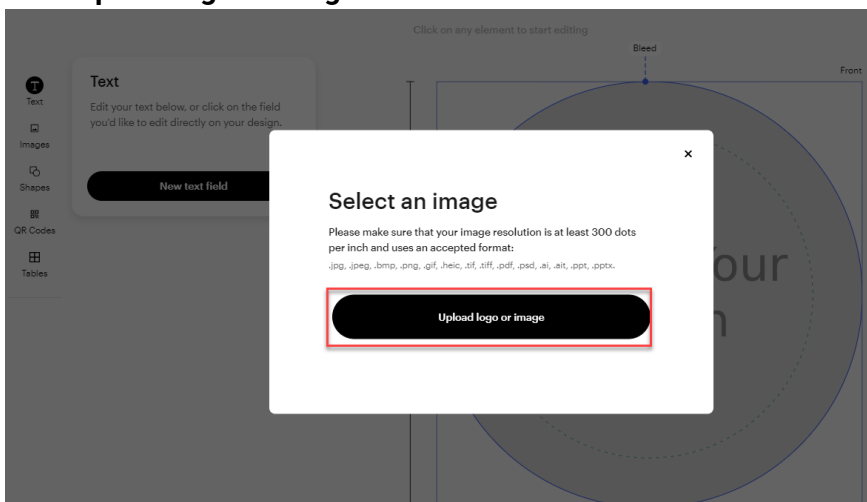 Click on any element to start editing
Bleed
Front
Text
Text
Edit your text below, or click on the field
you'd like to edit directly on your design.
Images
Shapes
New text field
QR Codes
Tables
×
Select an image
Please make sure that your image resolution is at least 300 dots
per inch and uses an accepted format:
.jpg, .jpeg, .bmp, .png, .gif, .heic, .tif, .tiff, .pdf, .psd, .ai, .ait, .ppt, .pptx.
Upload logo or image
our